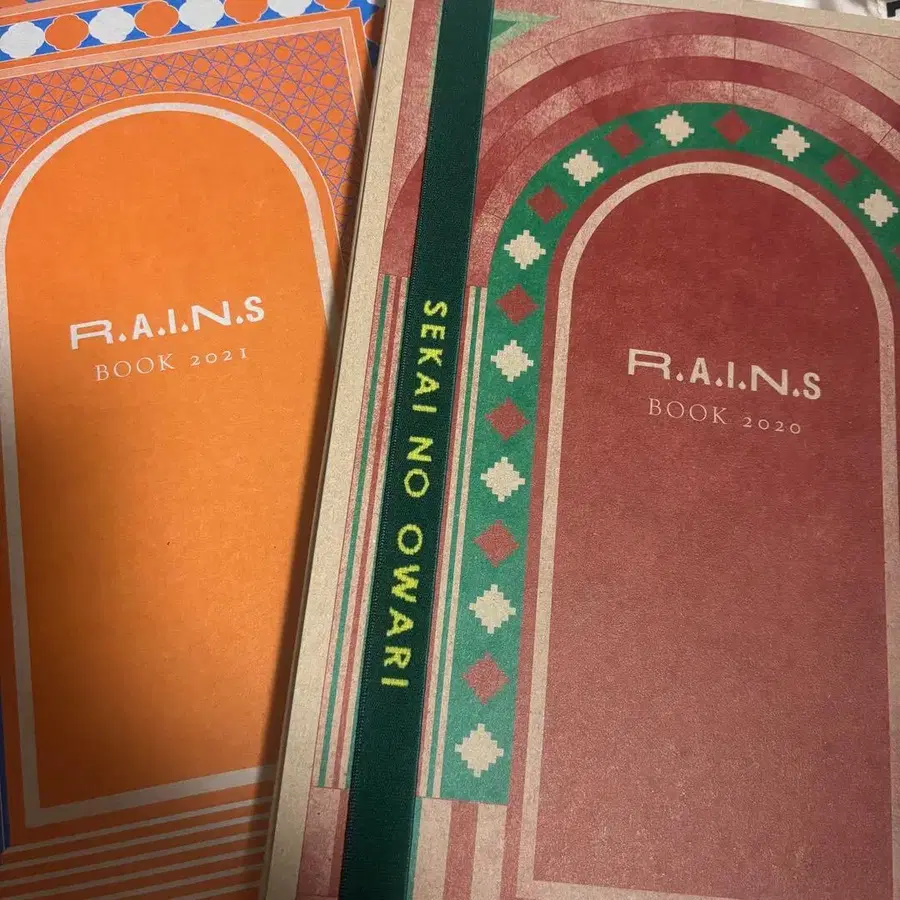 R.A.I.N.S
BOOK 2021
SEKAI NO OWARI
R.A.I.N.S
BOOK 2020